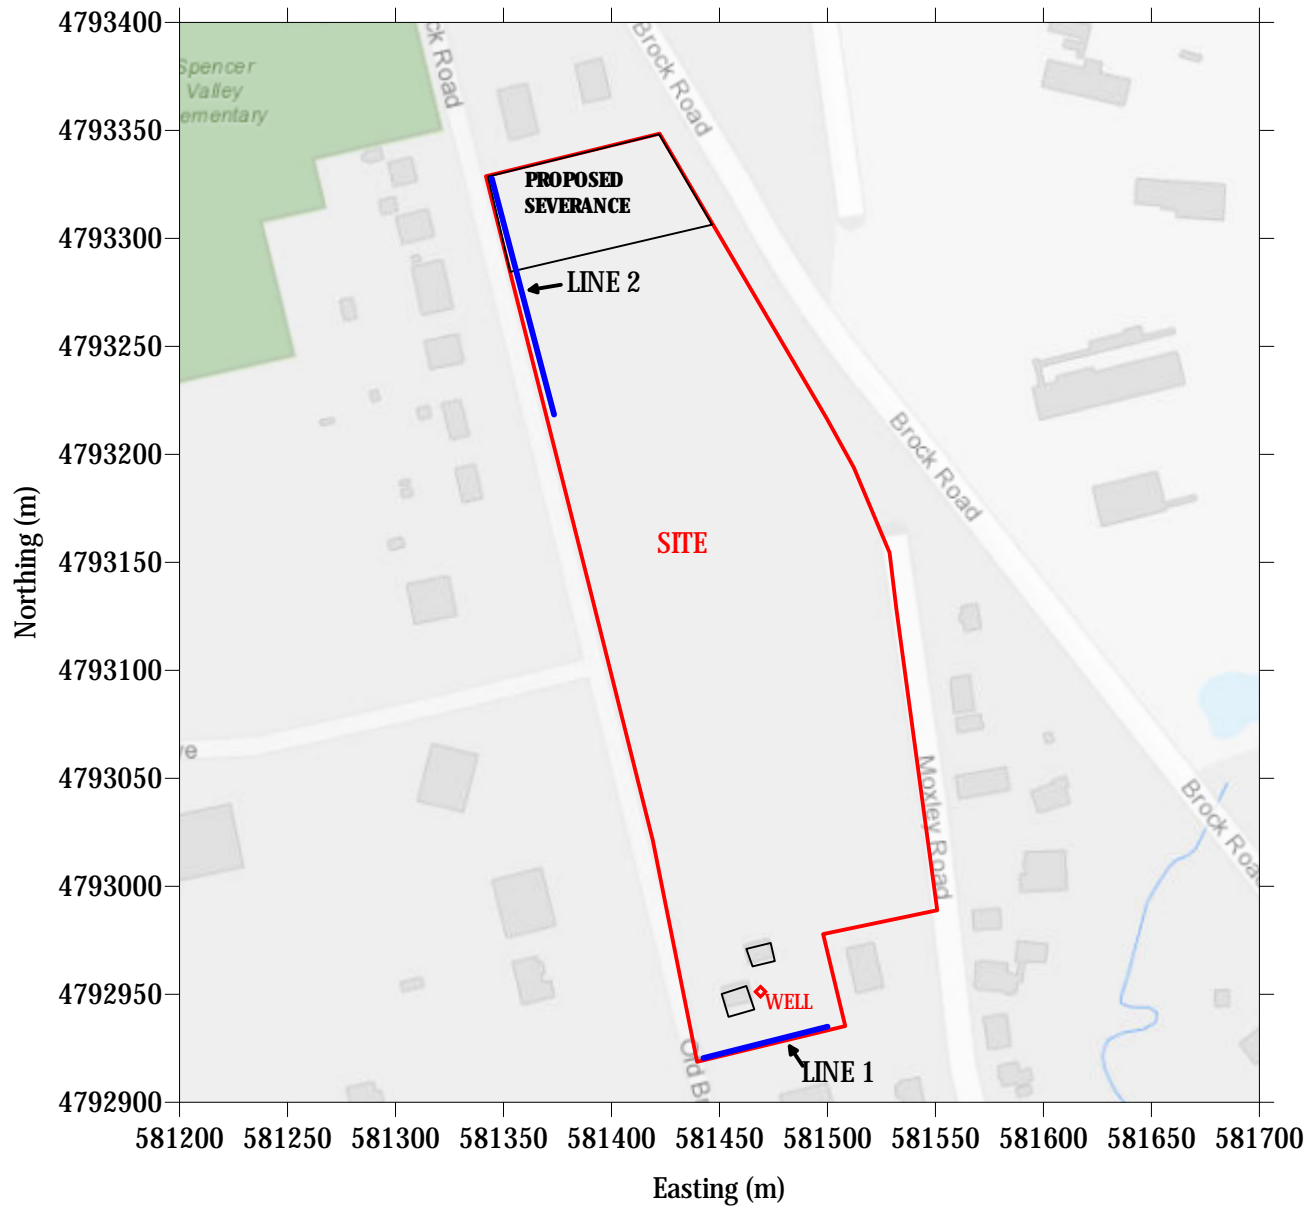 4793400
4793350
4793300
4793250
4793200
4793150
4793100
4793050
4793000
4792950
4792900
Northing (m)
Spencer
Valley
ementary
ck Road
Brock Road
PROPOSED
SEVERANCE
LINE 2
Brock Road
SITE
Moxley Road
Brock Roa
WELL
LINE 1
Old Br
581200 581250 581300 581350 581400 581450 581500 581550 581600 581650 581700
Easting (m)